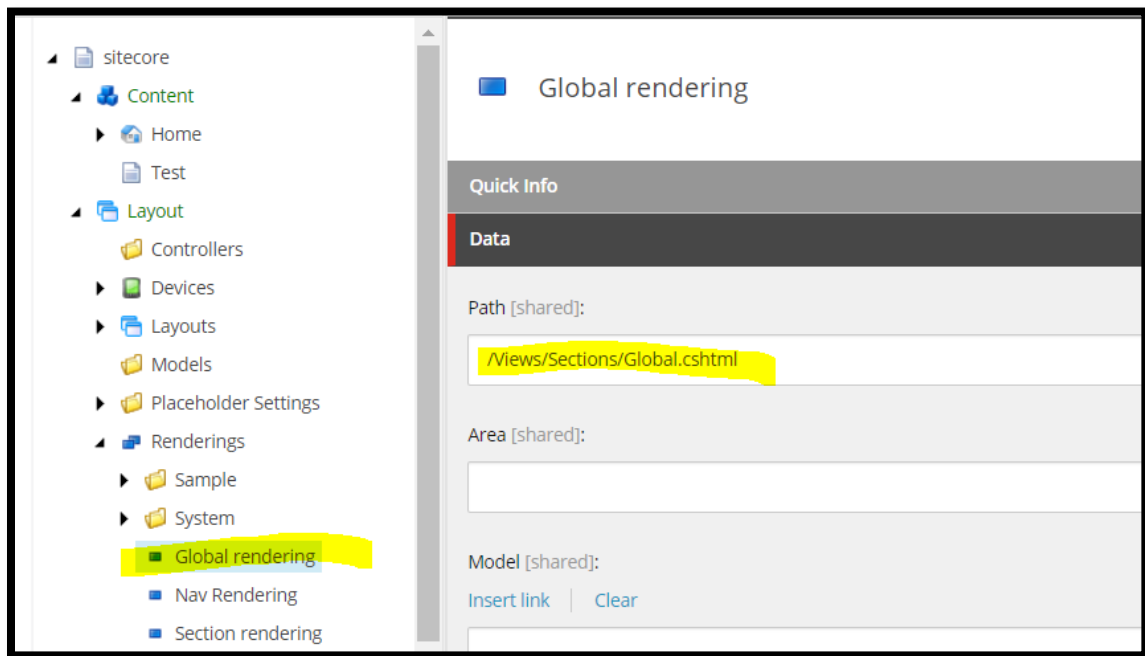 sitecore
Content
Home
Test
Layout
Controllers
Devices
Layouts
Models
Placeholder Settings
Renderings
Sample
System
Global rendering
Nav Rendering
Section rendering
Global rendering
Quick Info
Data
Path [shared]:
/Views/Sections/Global.cshtml
Area [shared]:
Model [shared]:
Insert link Clear